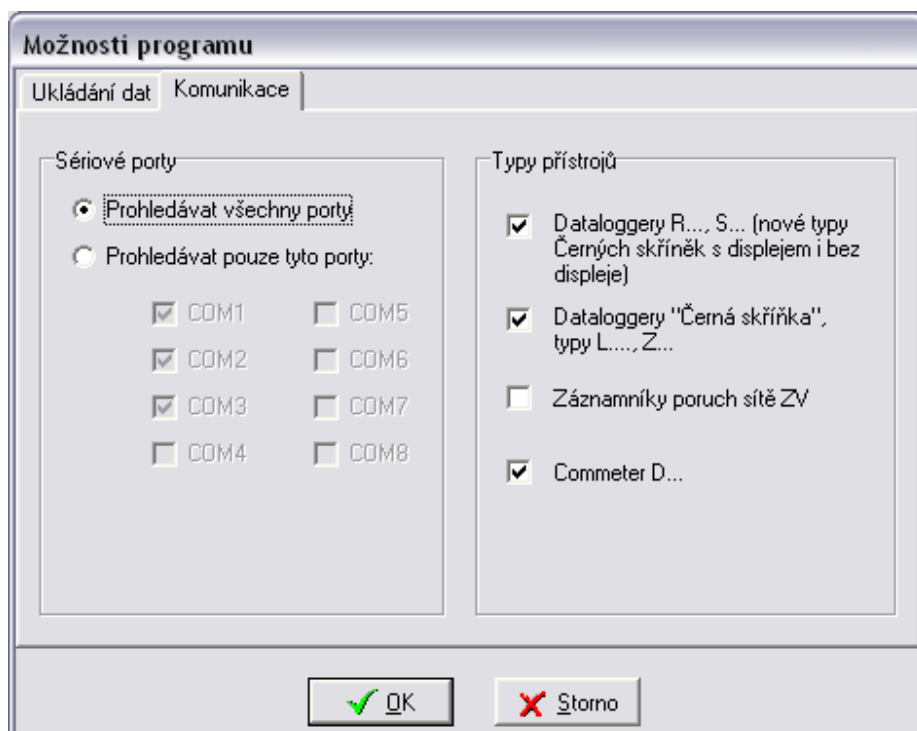 Možnosti programu
Ukládání dat
Komunikace
Sériové porty
Prohledávat všechny porty
Prohledávat pouze tyto porty:
COM1
COM5
COM2
COM6
COM3
COM7
COM4
COM8
Typy přístrojů
Dataloggery R..., S... (nové typy
Černých skříněk s displejem i bez
displeje)
Dataloggery "Černá skříňka",
typy L...., Z...
Záznamníky poruch sítě ZV
Commeter D...
OK
Storno